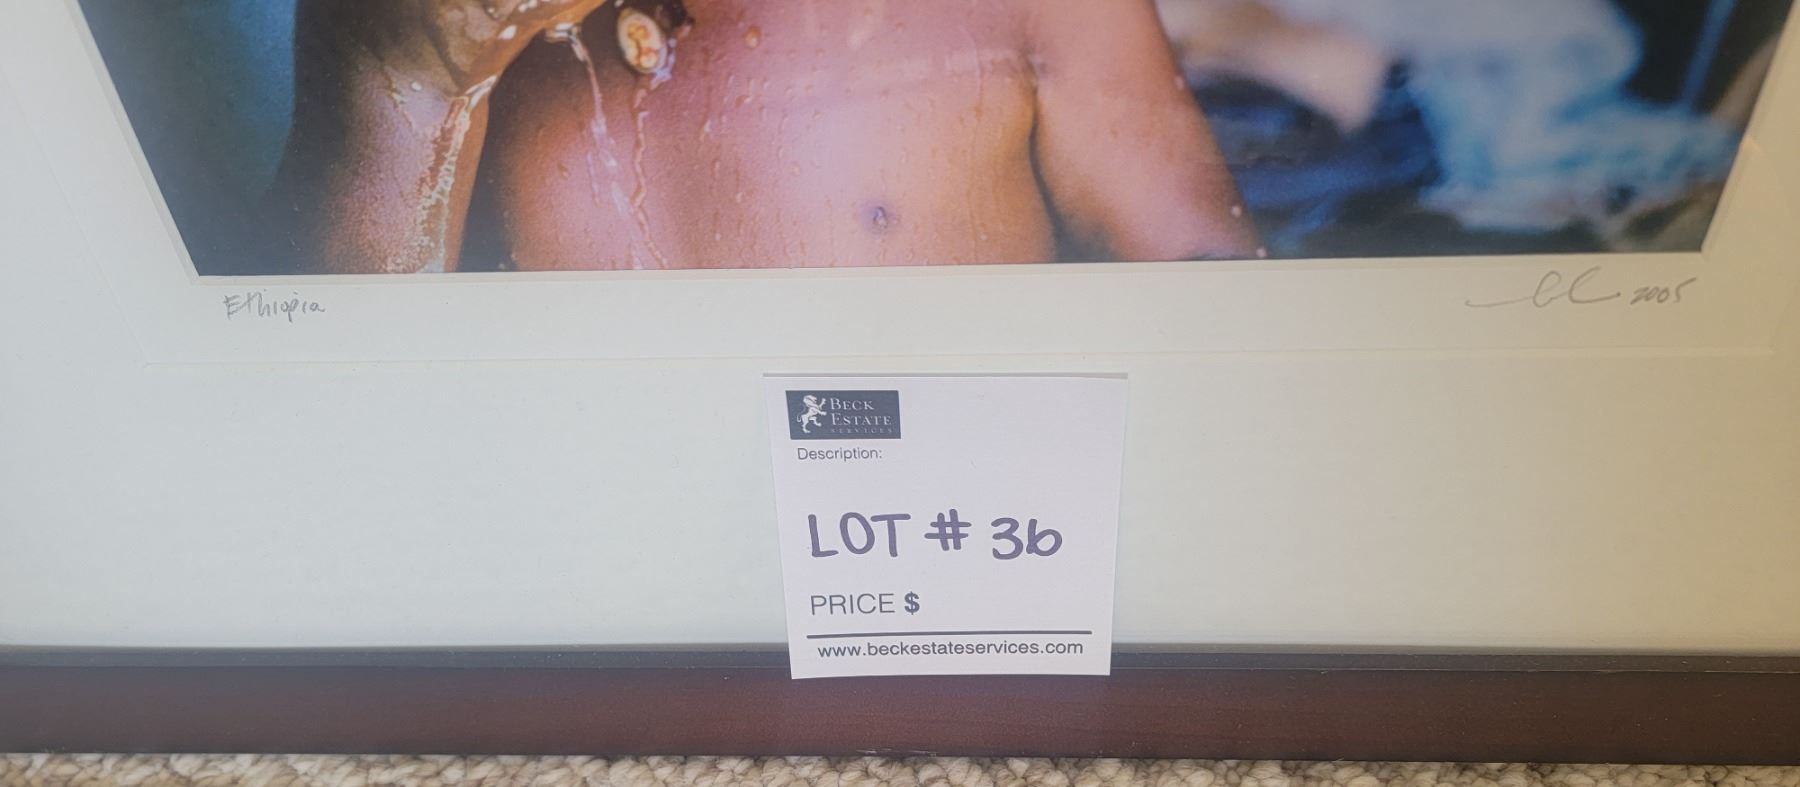 Ethiopia
2005
BECK
ESTATE
SERVICES
Description:
LOT # 36
PRICE $
www.beckestateservices.com